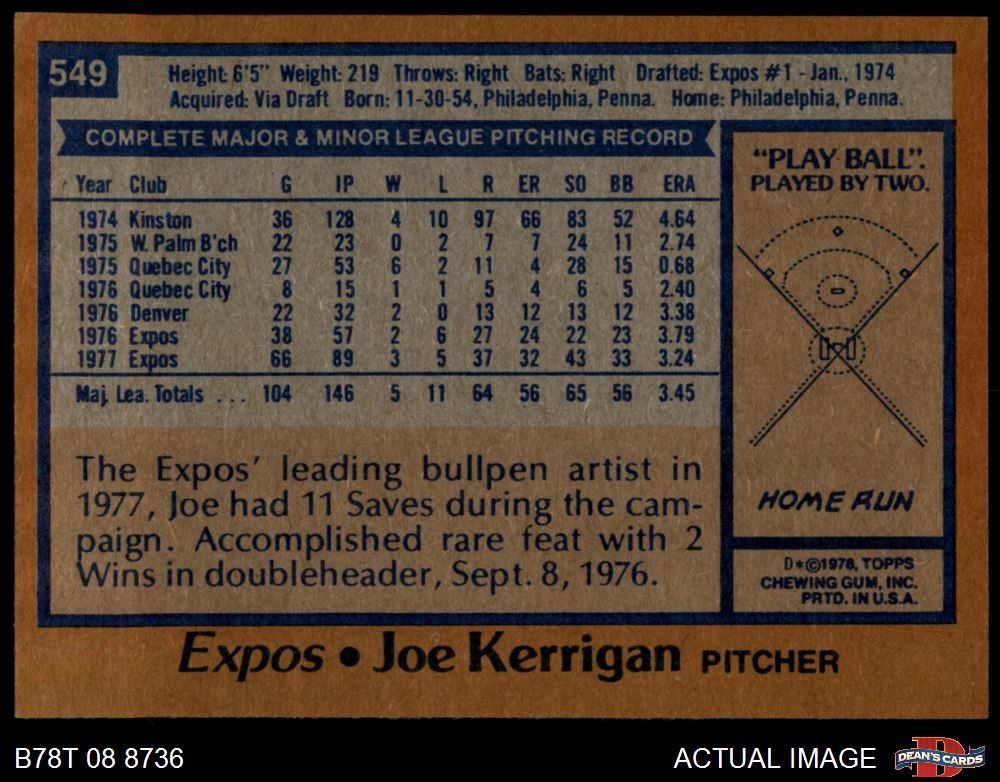 549
Height: 6'5" Weight: 219 Throws: Right Bats: Right Drafted: Expos #1 - Jan., 1974
Acquired: Via Draft Born: 11-30-54, Philadelphia, Penna. Home: Philadelphia, Penna.
COMPLETE MAJOR & MINOR LEAGUE PITCHING RECORD
Year Club G IP W L R ER SO BB ERA
1974 Kinston 36 128 4 10 97 66 83 52 4.64
1975 W. Palm B'ch 22 23 0 2 7 7 24 11 2.74
1975 Quebec City 27 53 6 2 11 4 28 15 0.68
1976 Quebec City 8 15 1 1 5 4 6 5 2.40
1976 Denver 22 32 2 0 13 12 13 12 3.38
1976 Expos 38 57 2 6 27 24 22 23 3.79
1977 Expos 66 89 3 5 37 32 43 33 3.24
Maj. Lea. Totals ... 104 146 5 11 64 56 65 56 3.45
The Expos' leading bullpen artist in
1977, Joe had 11 Saves during the cam-
paign. Accomplished rare feat with 2
Wins in doubleheader, Sept. 8, 1976.
"PLAY BALL".
PLAYED BY TWO.
HOME RUN
D*©1978, TOPPS
CHEWING GUM, INC.
PRTD. IN U.S.A.
Expos • Joe Kerrigan PITCHER
B78T 08 8736
ACTUAL IMAGE
D
DEAN'S CARDS